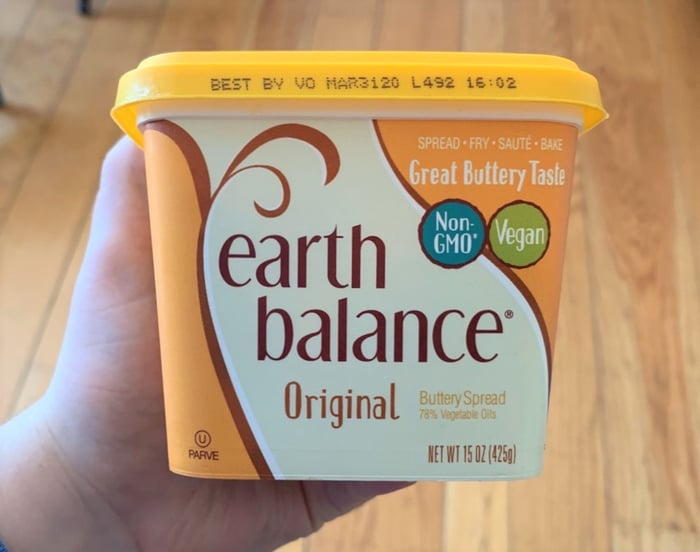 BEST BY VO MAR3120 L492 16:02
SPREAD • FRY • SAUTÉ • BAKE
Great Buttery Taste
Non-
GMO*
Vegan
earth
balance®
Original
Buttery Spread
78% Vegetable Oils
U
PARVE
NET WT 15 OZ (425g)